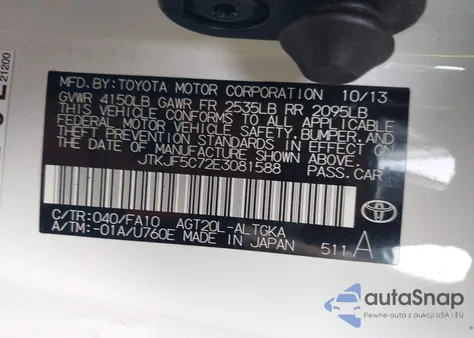 MFD. BY: TOYOTA MOTOR CORPORATION 10/13
GVWR 4150LB GAWR FR 2535LB RR 2095LB
THIS VEHICLE CONFORMS TO ALL APPLICABLE
FEDERAL MOTOR VEHICLE SAFETY, BUMPER, AND
THEFT PREVENTION STANDARDS IN EFFECT ON
THE DATE OF MANUFACTURE SHOWN ABOVE.
JTKJF5C72E3081588 PASS. CAR
C/TR: 040/FA10 AGT20L-ALTGKA
A/TM: -01A/U760E MADE IN JAPAN 511 A
TOYOTA
21200
autoSnap
Pewne auta z aukcji USA i EU